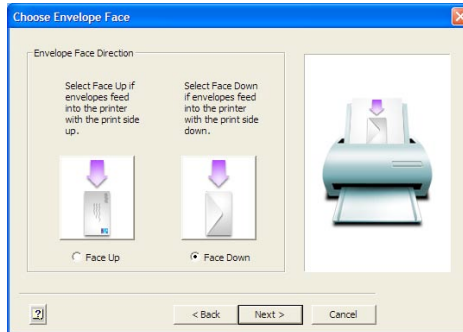 Choose Envelope Face
Envelope Face Direction
Select Face Up if
envelopes feed
into the printer
with the print side
up.
Select Face Down
if envelopes feed
into the printer
with the print side
down.
Face Up
Face Down
?
< Back
Next >
Cancel